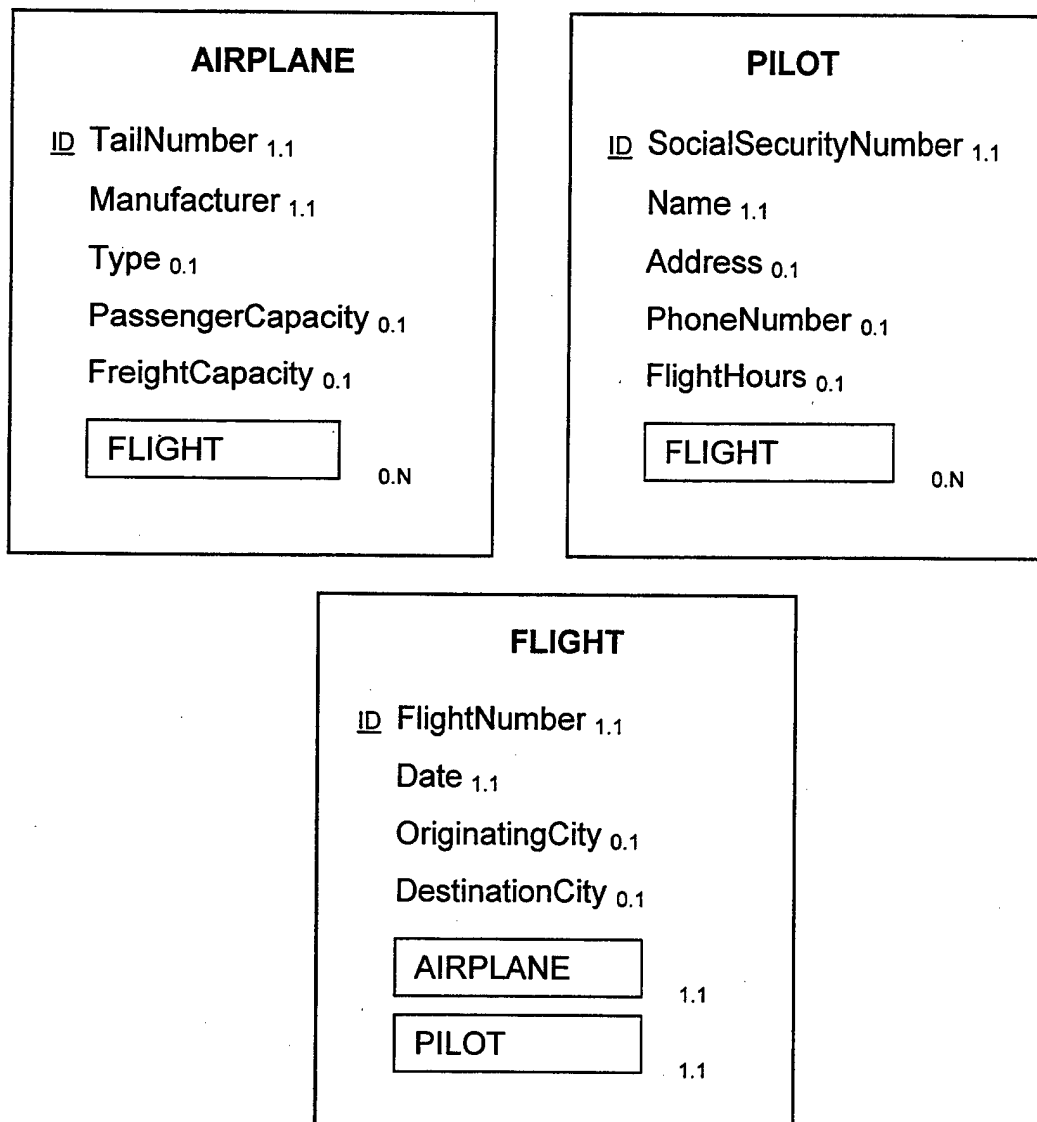 AIRPLANE
ID TailNumber 1.1
Manufacturer 1.1
Type 0.1
PassengerCapacity 0.1
FreightCapacity 0.1
FLIGHT 0.N
PILOT
ID SocialSecurityNumber 1.1
Name 1.1
Address 0.1
PhoneNumber 0.1
FlightHours 0.1
FLIGHT 0.N
FLIGHT
ID FlightNumber 1.1
Date 1.1
OriginatingCity 0.1
DestinationCity 0.1
AIRPLANE 1.1
PILOT 1.1